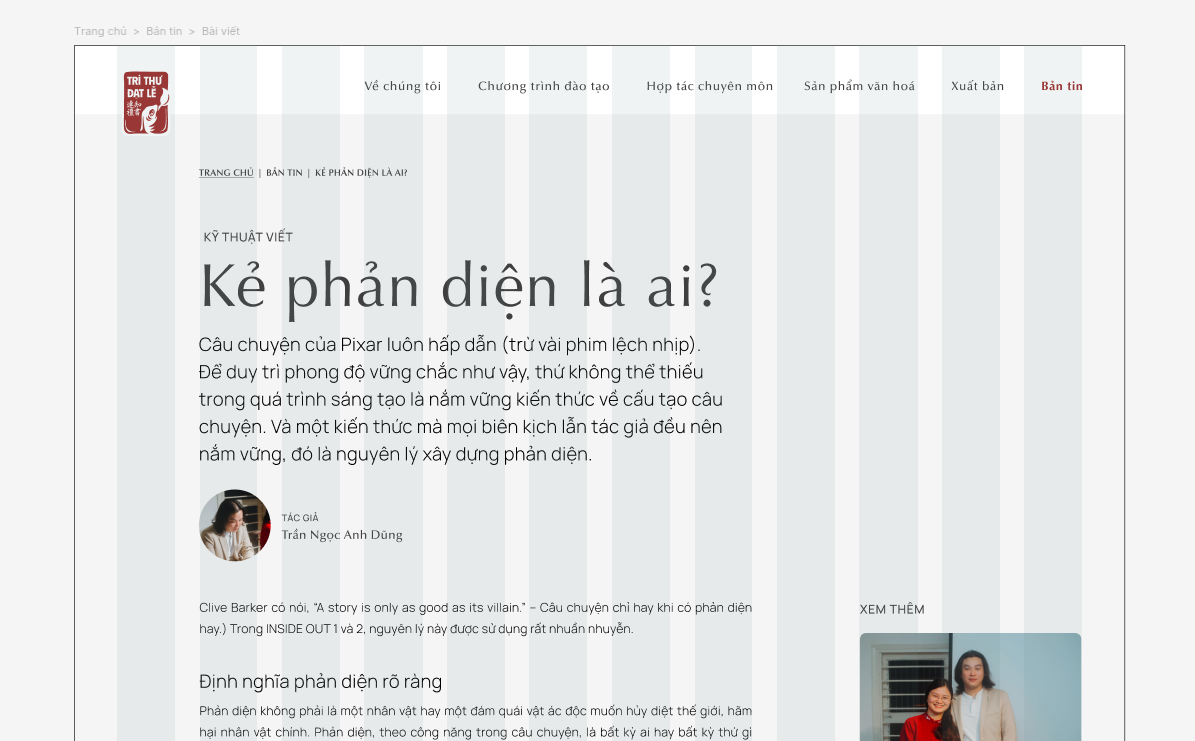 Trang chủ > Bản tin > Bài viết
TRÌ THƯ
ĐẠT LỄ
達知
禮書
Về chúng tôi Chương trình đào tạo Hợp tác chuyên môn Sản phẩm văn hoá Xuất bản Bản tin
TRANG CHỦ | BẢN TIN | KẺ PHẢN DIỆN LÀ AI?
KỸ THUẬT VIẾT
Kẻ phản diện là ai?
Câu chuyện của Pixar luôn hấp dẫn (trừ vài phim lệch nhịp).
Để duy trì phong độ vững chắc như vậy, thứ không thể thiếu
trong quá trình sáng tạo là nắm vững kiến thức về cấu tạo câu
chuyện. Và một kiến thức mà mọi biên kịch lẫn tác giả đều nên
nắm vững, đó là nguyên lý xây dựng phản diện.
TÁC GIẢ
Trần Ngọc Anh Dũng
Clive Barker có nói, “A story is only as good as its villain.” – Câu chuyện chỉ hay khi có phản diện
hay.) Trong INSIDE OUT 1 và 2, nguyên lý này được sử dụng rất nhuần nhuyễn.
XEM THÊM
Định nghĩa phản diện rõ ràng
Phản diện không phải là một nhân vật hay một đám quái vật ác độc muốn hủy diệt thế giới, hãm
hại nhân vật chính. Phản diện, theo công năng trong câu chuyện, là bất kỳ ai hay bất kỳ thứ gì